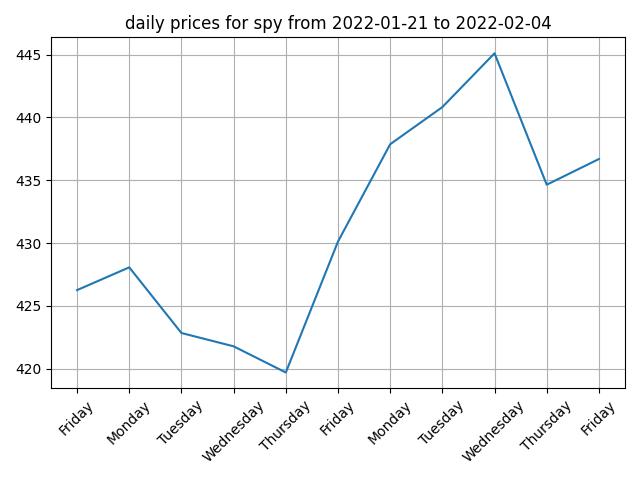 daily prices for spy from 2022-01-21 to 2022-02-04
445
440
435
430
425
420
Friday
Monday
Tuesday
Wednesday
Thursday
Friday
Monday
Tuesday
Wednesday
Thursday
Friday